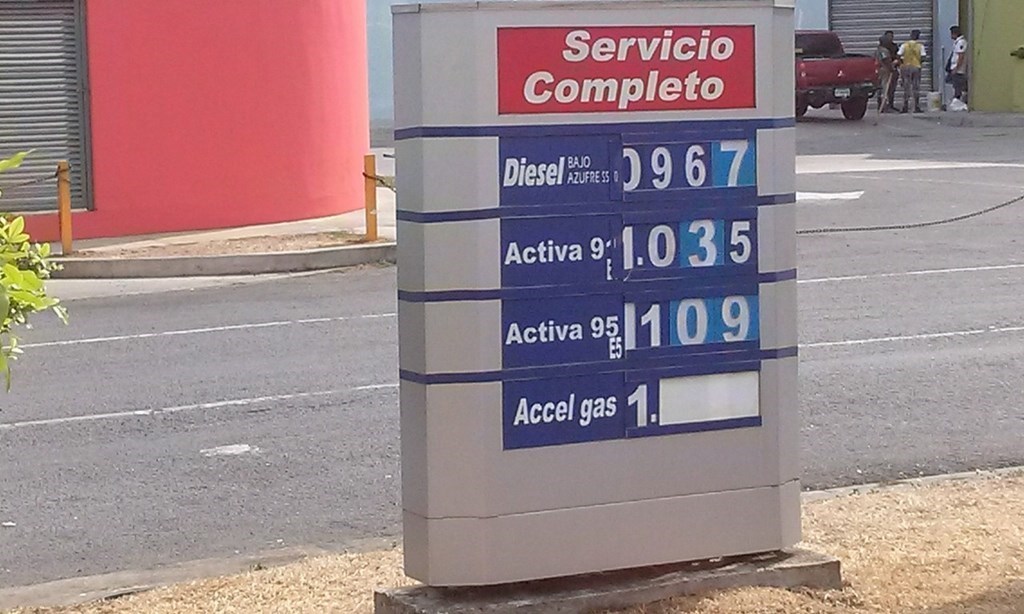 Servicio
Completo
Diesel BAJO AZUFRE 0967
Activa 91 1.035
Activa 95 E5 1109
Accel gas 1.